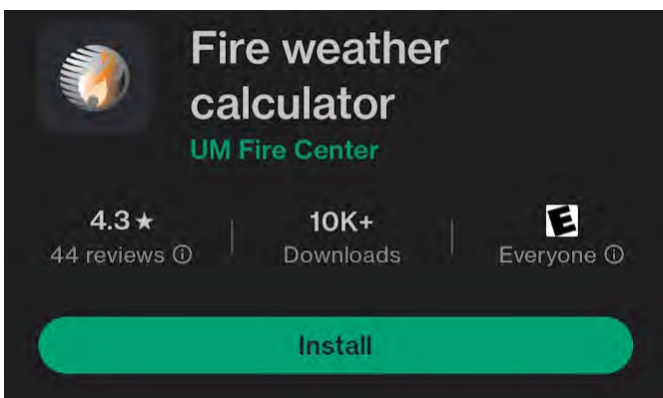 Fire weather
calculator
UM Fire Center
4.3 ★
10K+
E
44 reviews ⓘ
Downloads
Everyone ⓘ
Install